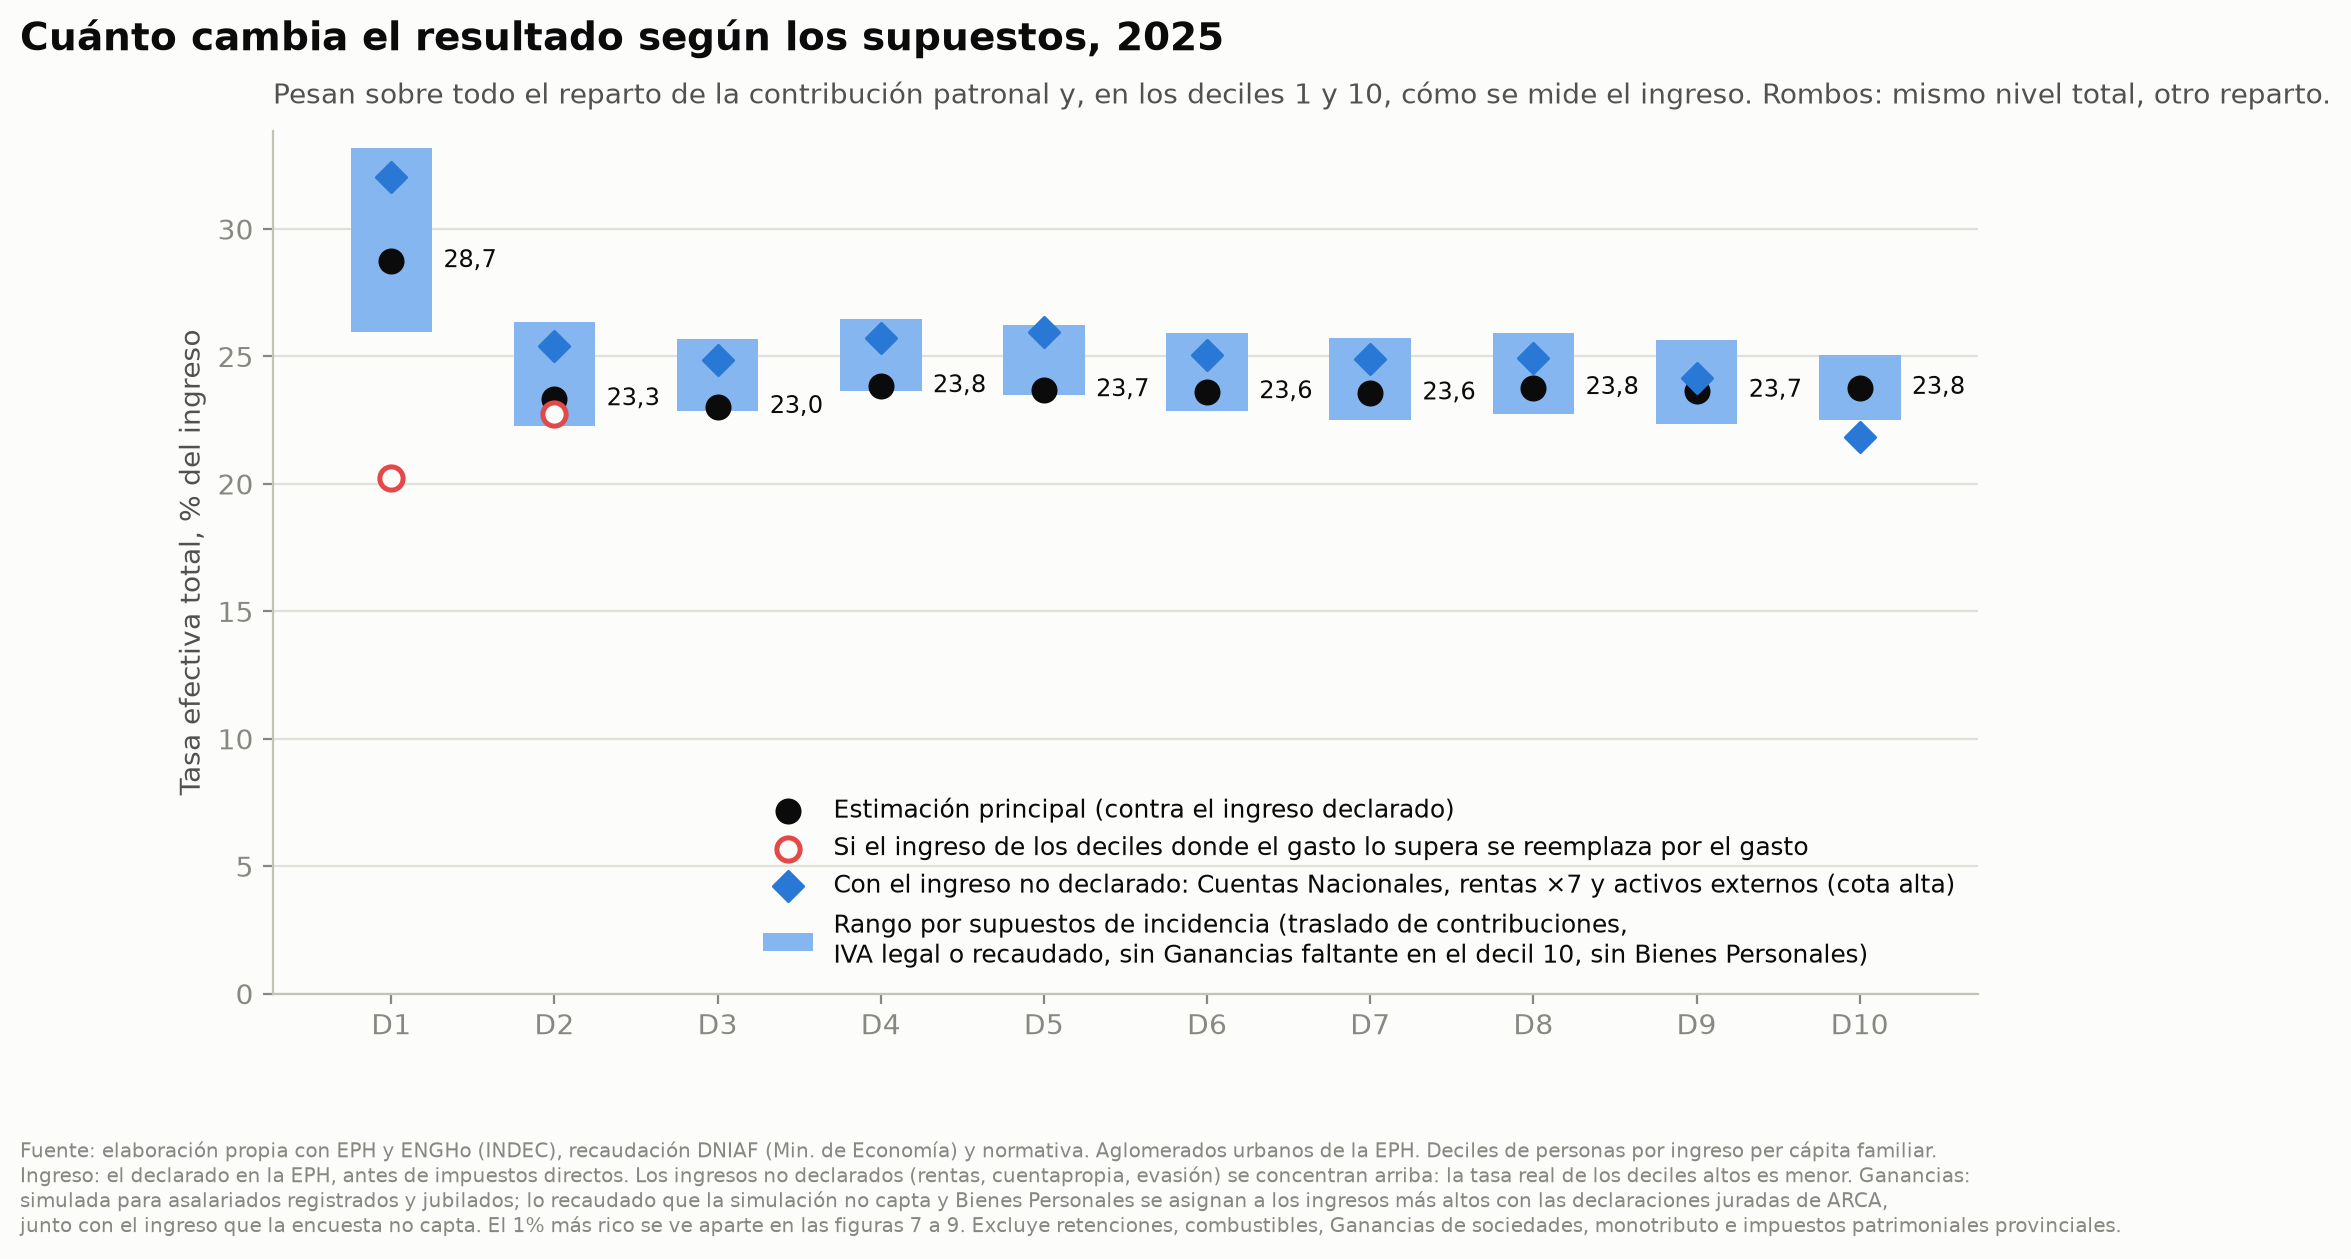 Cuánto cambia el resultado según los supuestos, 2025
Pesan sobre todo el reparto de la contribución patronal y, en los deciles 1 y 10, cómo se mide el ingreso. Rombos: mismo nivel total, otro reparto.
Tasa efectiva total, % del ingreso
30
25
20
15
10
5
0
28,7
23,3
23,0
23,8
23,7
23,6
23,6
23,8
23,7
23,8
Estimación principal (contra el ingreso declarado)
Si el ingreso de los deciles donde el gasto lo supera se reemplaza por el gasto
Con el ingreso no declarado: Cuentas Nacionales, rentas ×7 y activos externos (cota alta)
Rango por supuestos de incidencia (traslado de contribuciones,
IVA legal o recaudado, sin Ganancias faltante en el decil 10, sin Bienes Personales)
D1 D2 D3 D4 D5 D6 D7 D8 D9 D10
Fuente: elaboración propia con EPH y ENGHo (INDEC), recaudación DNIAF (Min. de Economía) y normativa. Aglomerados urbanos de la EPH. Deciles de personas por ingreso per cápita familiar.
Ingreso: el declarado en la EPH, antes de impuestos directos. Los ingresos no declarados (rentas, cuentapropia, evasión) se concentran arriba: la tasa real de los deciles altos es menor. Ganancias:
simulada para asalariados registrados y jubilados; lo recaudado que la simulación no capta y Bienes Personales se asignan a los ingresos más altos con las declaraciones juradas de ARCA,
junto con el ingreso que la encuesta no capta. El 1% más rico se ve aparte en las figuras 7 a 9. Excluye retenciones, combustibles, Ganancias de sociedades, monotributo e impuestos patrimoniales provinciales.